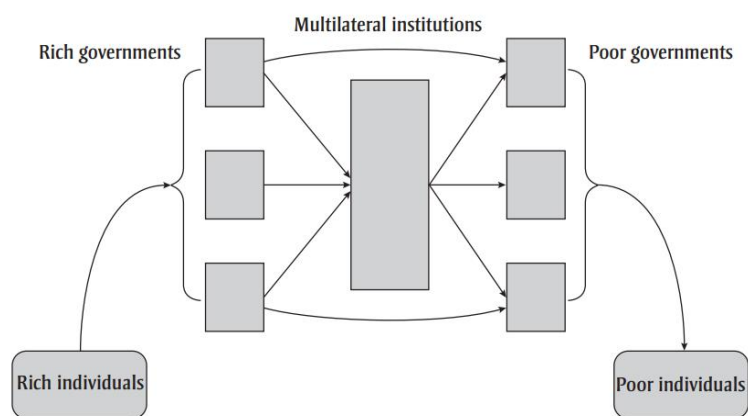 Multilateral institutions
Rich governments
Poor governments
Rich individuals
Poor individuals